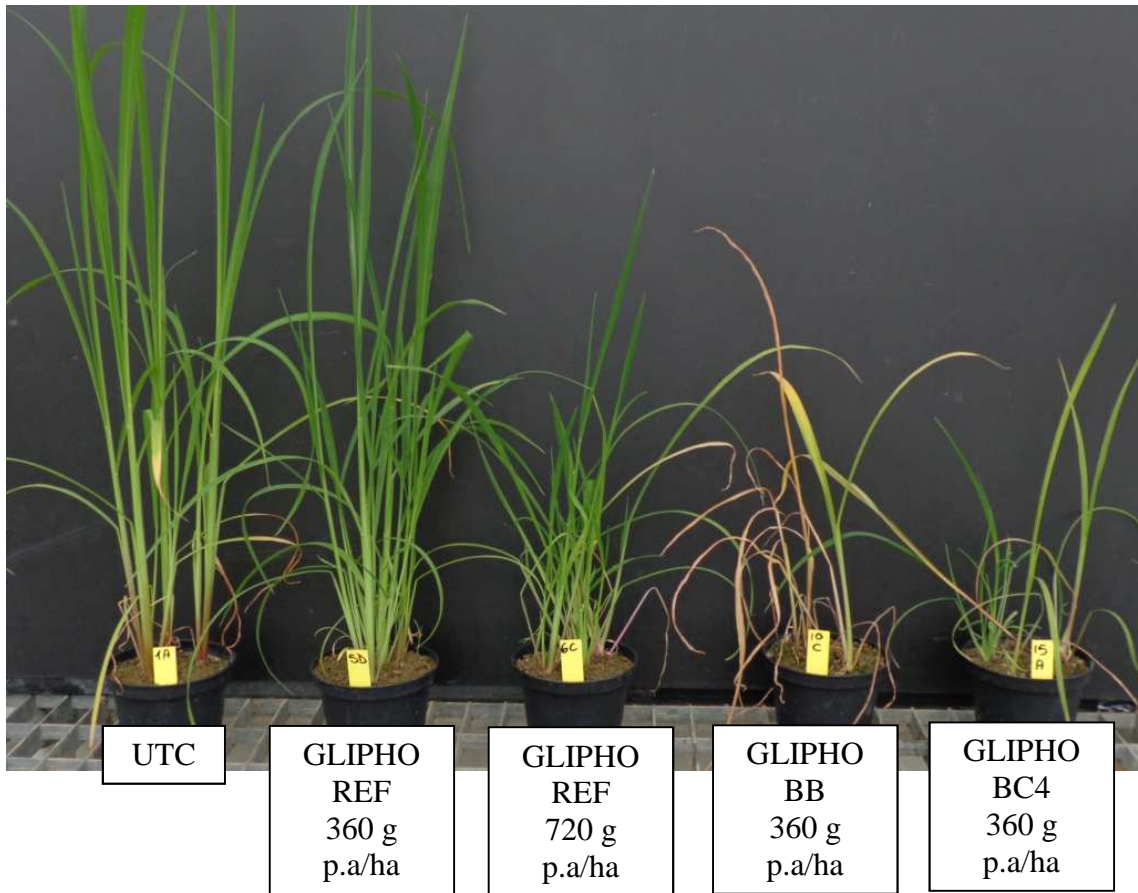 1A
5D
6C
10
C
15
A
UTC
GLIPHO
REF
360 g
p.a/ha
GLIPHO
REF
720 g
p.a/ha
GLIPHO
BB
360 g
p.a/ha
GLIPHO
BC4
360 g
p.a/ha